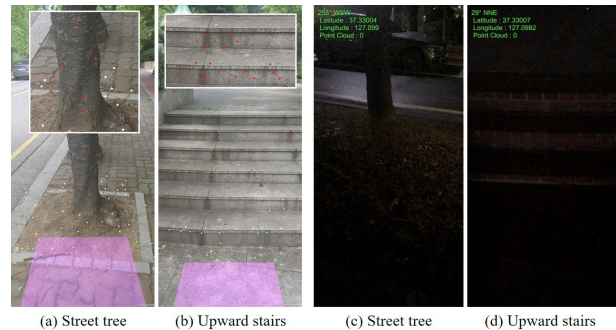 253° WSW
Latitude : 37.33004
Longitude : 127.099
Point Cloud : 0
29° NNE
Latitude : 37.33007
Longitude : 127.0982
Point Cloud : 0
(a) Street tree
(b) Upward stairs
(c) Street tree
(d) Upward stairs